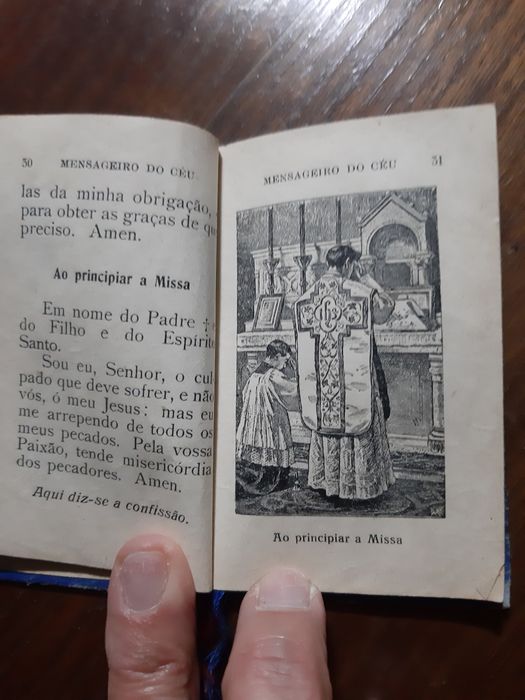 30 MENSAGEIRO DO CÉU
las da minha obrigação,
para obter as graças de
preciso. Amen.
Ao principiar a Missa
Em nome do Padre † e
do Filho e do Espírit
Santo.
Sou eu, Senhor, o cul
pado que deve sofrer, e não
vós, ó meu Jesus: mas eu
me arrependo de todos os
meus pecados. Pela vossa
Paixão, tende misericórdia
dos pecadores. Amen.
Aqui diz-se a confissão.
MENSAGEIRO DO CÉU 31
IHS
Ao principiar a Missa